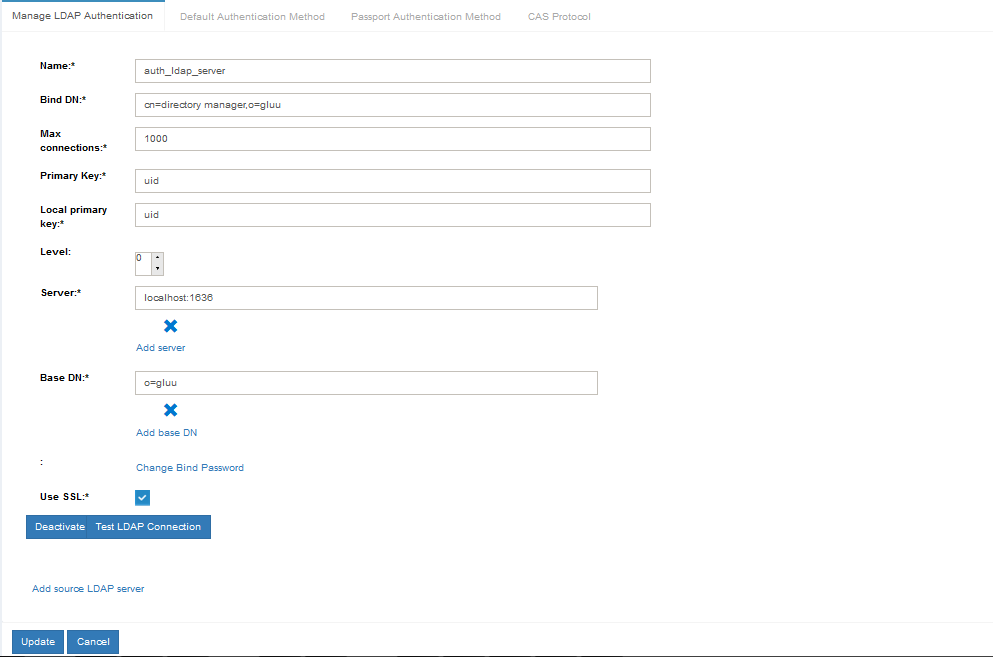 Manage LDAP Authentication Default Authentication Method Passport Authentication Method CAS Protocol
Name:* auth_ldap_server
Bind DN:* cn=directory manager,o=gluu
Max
connections:* 1000
Primary Key:* uid
Local primary
key:* uid
Level: 0
Server:* localhost:1636
Add server
Base DN:* o=gluu
Add base DN
: Change Bind Password
Use SSL:*
Deactivate Test LDAP Connection
Add source LDAP server
Update Cancel